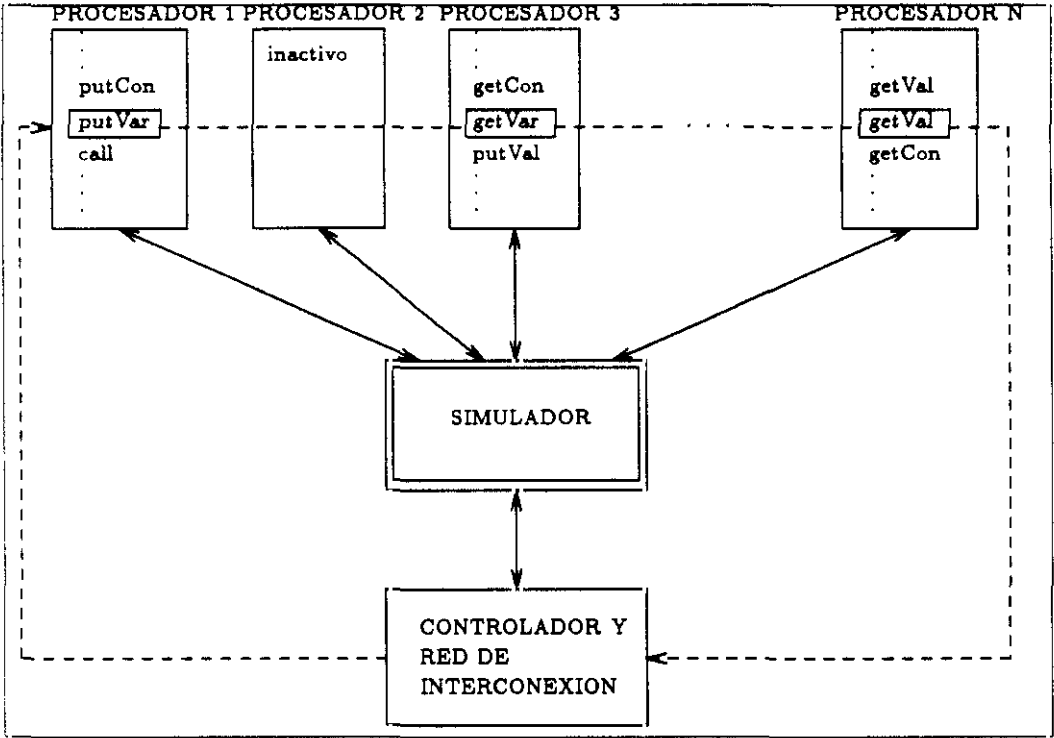 PROCESADOR 1 PROCESADOR 2 PROCESADOR 3 PROCESADOR N
inactivo
putCon
putVar
call
getCon
getVar
putVal
getVal
getVal
getCon
SIMULADOR
CONTROLADOR Y
RED DE
INTERCONEXION